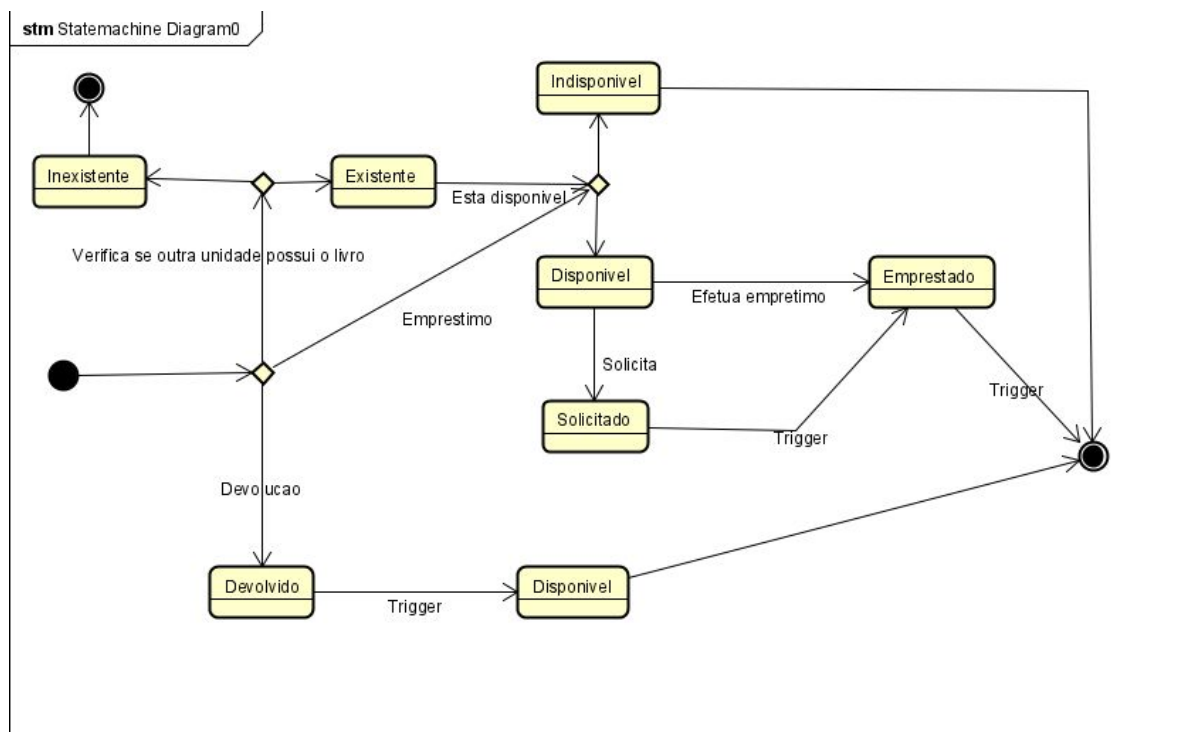 stm Statemachine Diagram0
Indisponivel
Inexistente
Existente
Esta disponivel
Verifica se outra unidade possui o livro
Disponivel
Emprestado
Efetua empretimo
Emprestimo
Solicita
Trigger
Solicitado
Trigger
Devolucao
Devolvido
Disponivel
Trigger